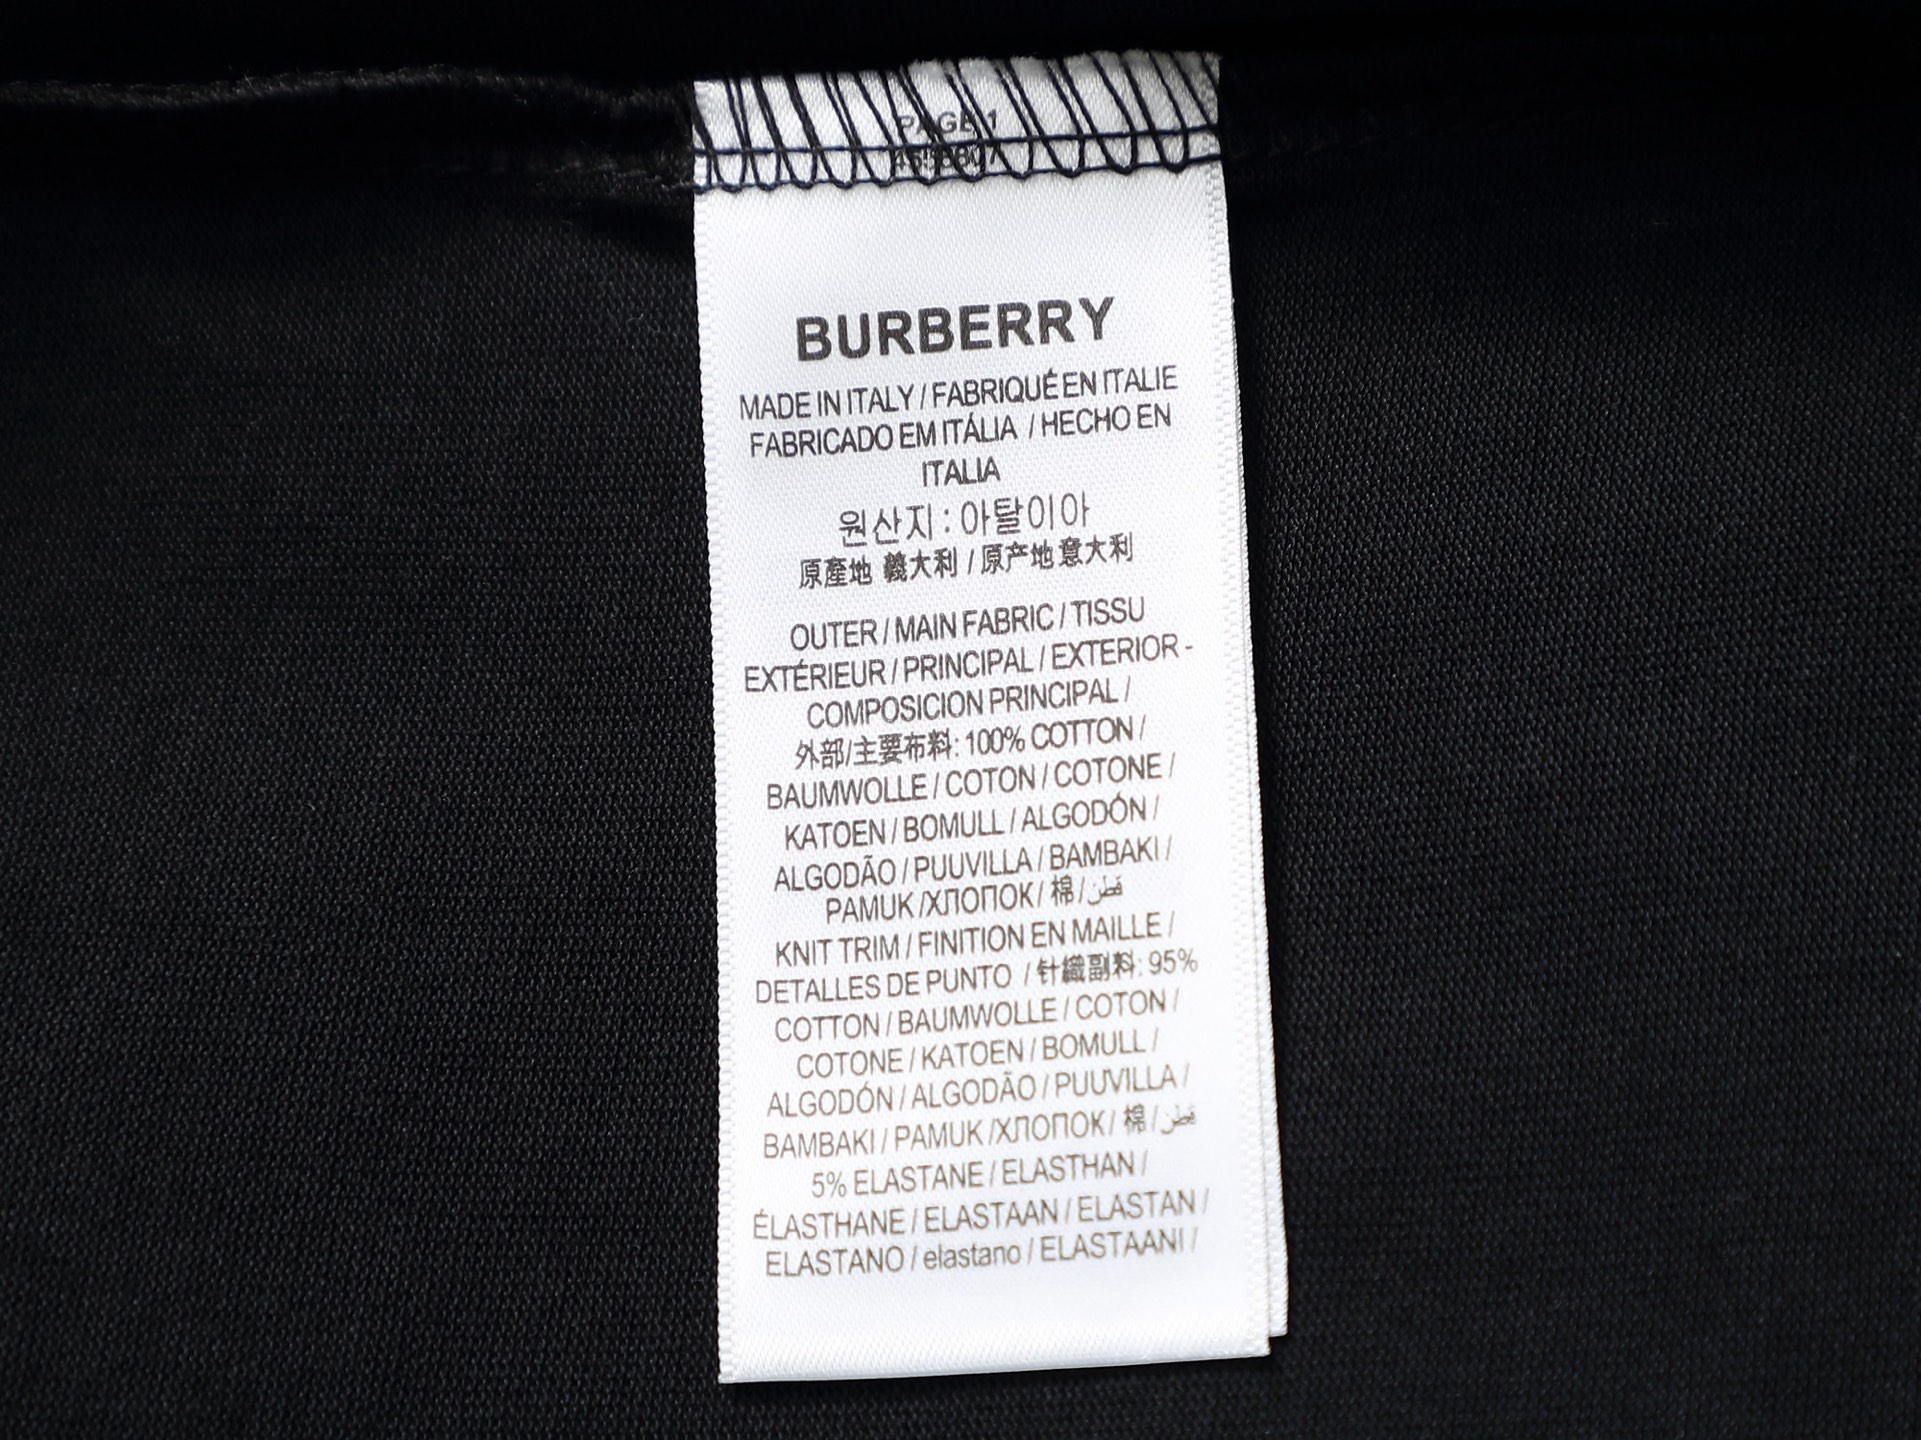 PAGE 1
BURBERRY
MADE IN ITALY / FABRIQUÉ EN ITALIE
FABRICADO EM ITÁLIA / HECHO EN
ITALIA
원산지 : 아탈이아
原產地 義大利 / 原产地意大利
OUTER / MAIN FABRIC / TISSU
EXTÉRIEUR / PRINCIPAL / EXTERIOR -
COMPOSICION PRINCIPAL /
外部/主要布料: 100% COTTON /
BAUMWOLLE / COTON / COTONE /
KATOEN / BOMULL / ALGODÓN /
ALGODÃO / PUUVILLA / BAMBAKI /
PAMUK /ХЛОПОК / 棉 / قطن
KNIT TRIM / FINITION EN MAILLE /
DETALLES DE PUNTO / 针織副料: 95%
COTTON / BAUMWOLLE / COTON /
COTONE / KATOEN / BOMULL /
ALGODÓN / ALGODÃO / PUUVILLA /
BAMBAKI / PAMUK /ХЛОПОК / 棉 / قطن
5% ELASTANE / ELASTHAN /
ÉLASTHANE / ELASTAAN / ELASTAN /
ELASTANO / elastano / ELASTAANI /